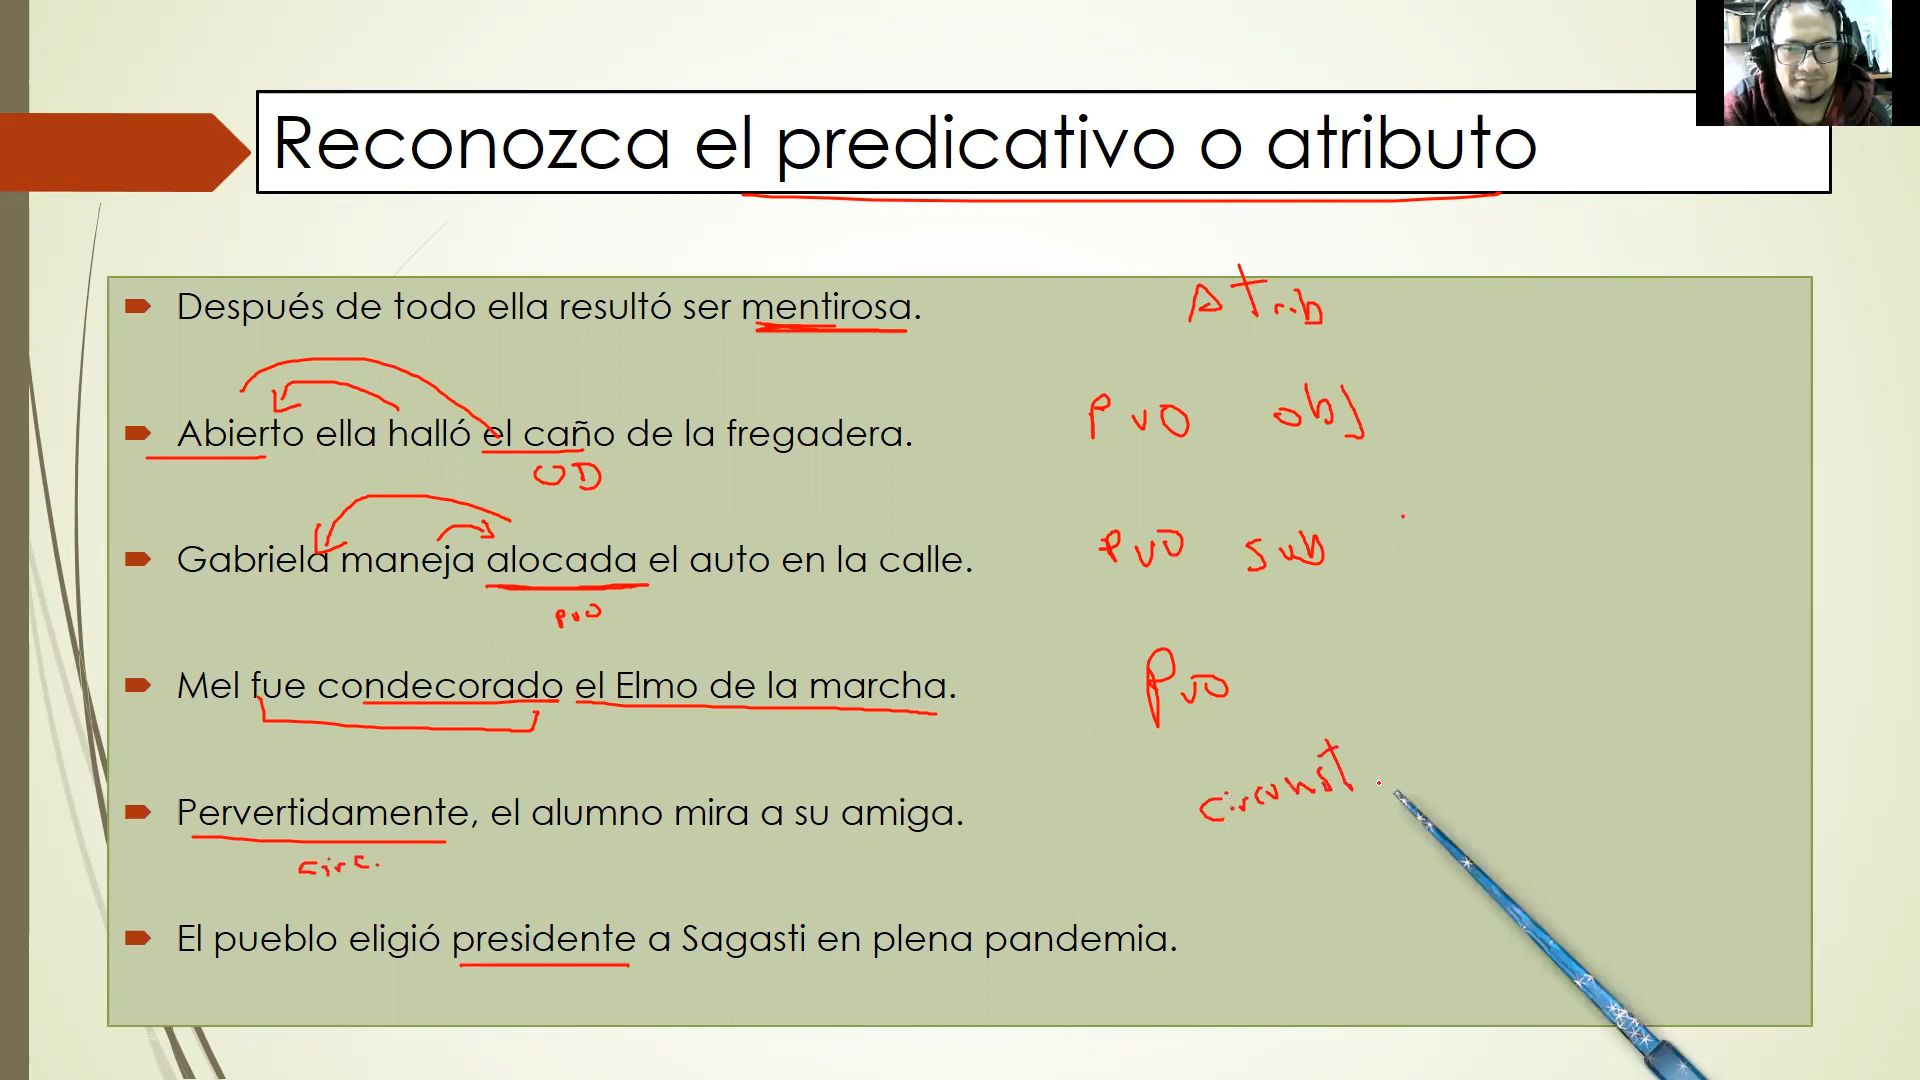 Reconozca el predicativo o atributo
Después de todo ella resultó ser mentirosa.
Atrib
Abierto ella halló el caño de la fregadera.
Pvo obj
OD
Gabriela maneja alocada el auto en la calle.
Pvo sub
Pvo
Mel fue condecorado el Elmo de la marcha.
Pvo
Pervertidamente, el alumno mira a su amiga.
circunst
circ.
El pueblo eligió presidente a Sagasti en plena pandemia.